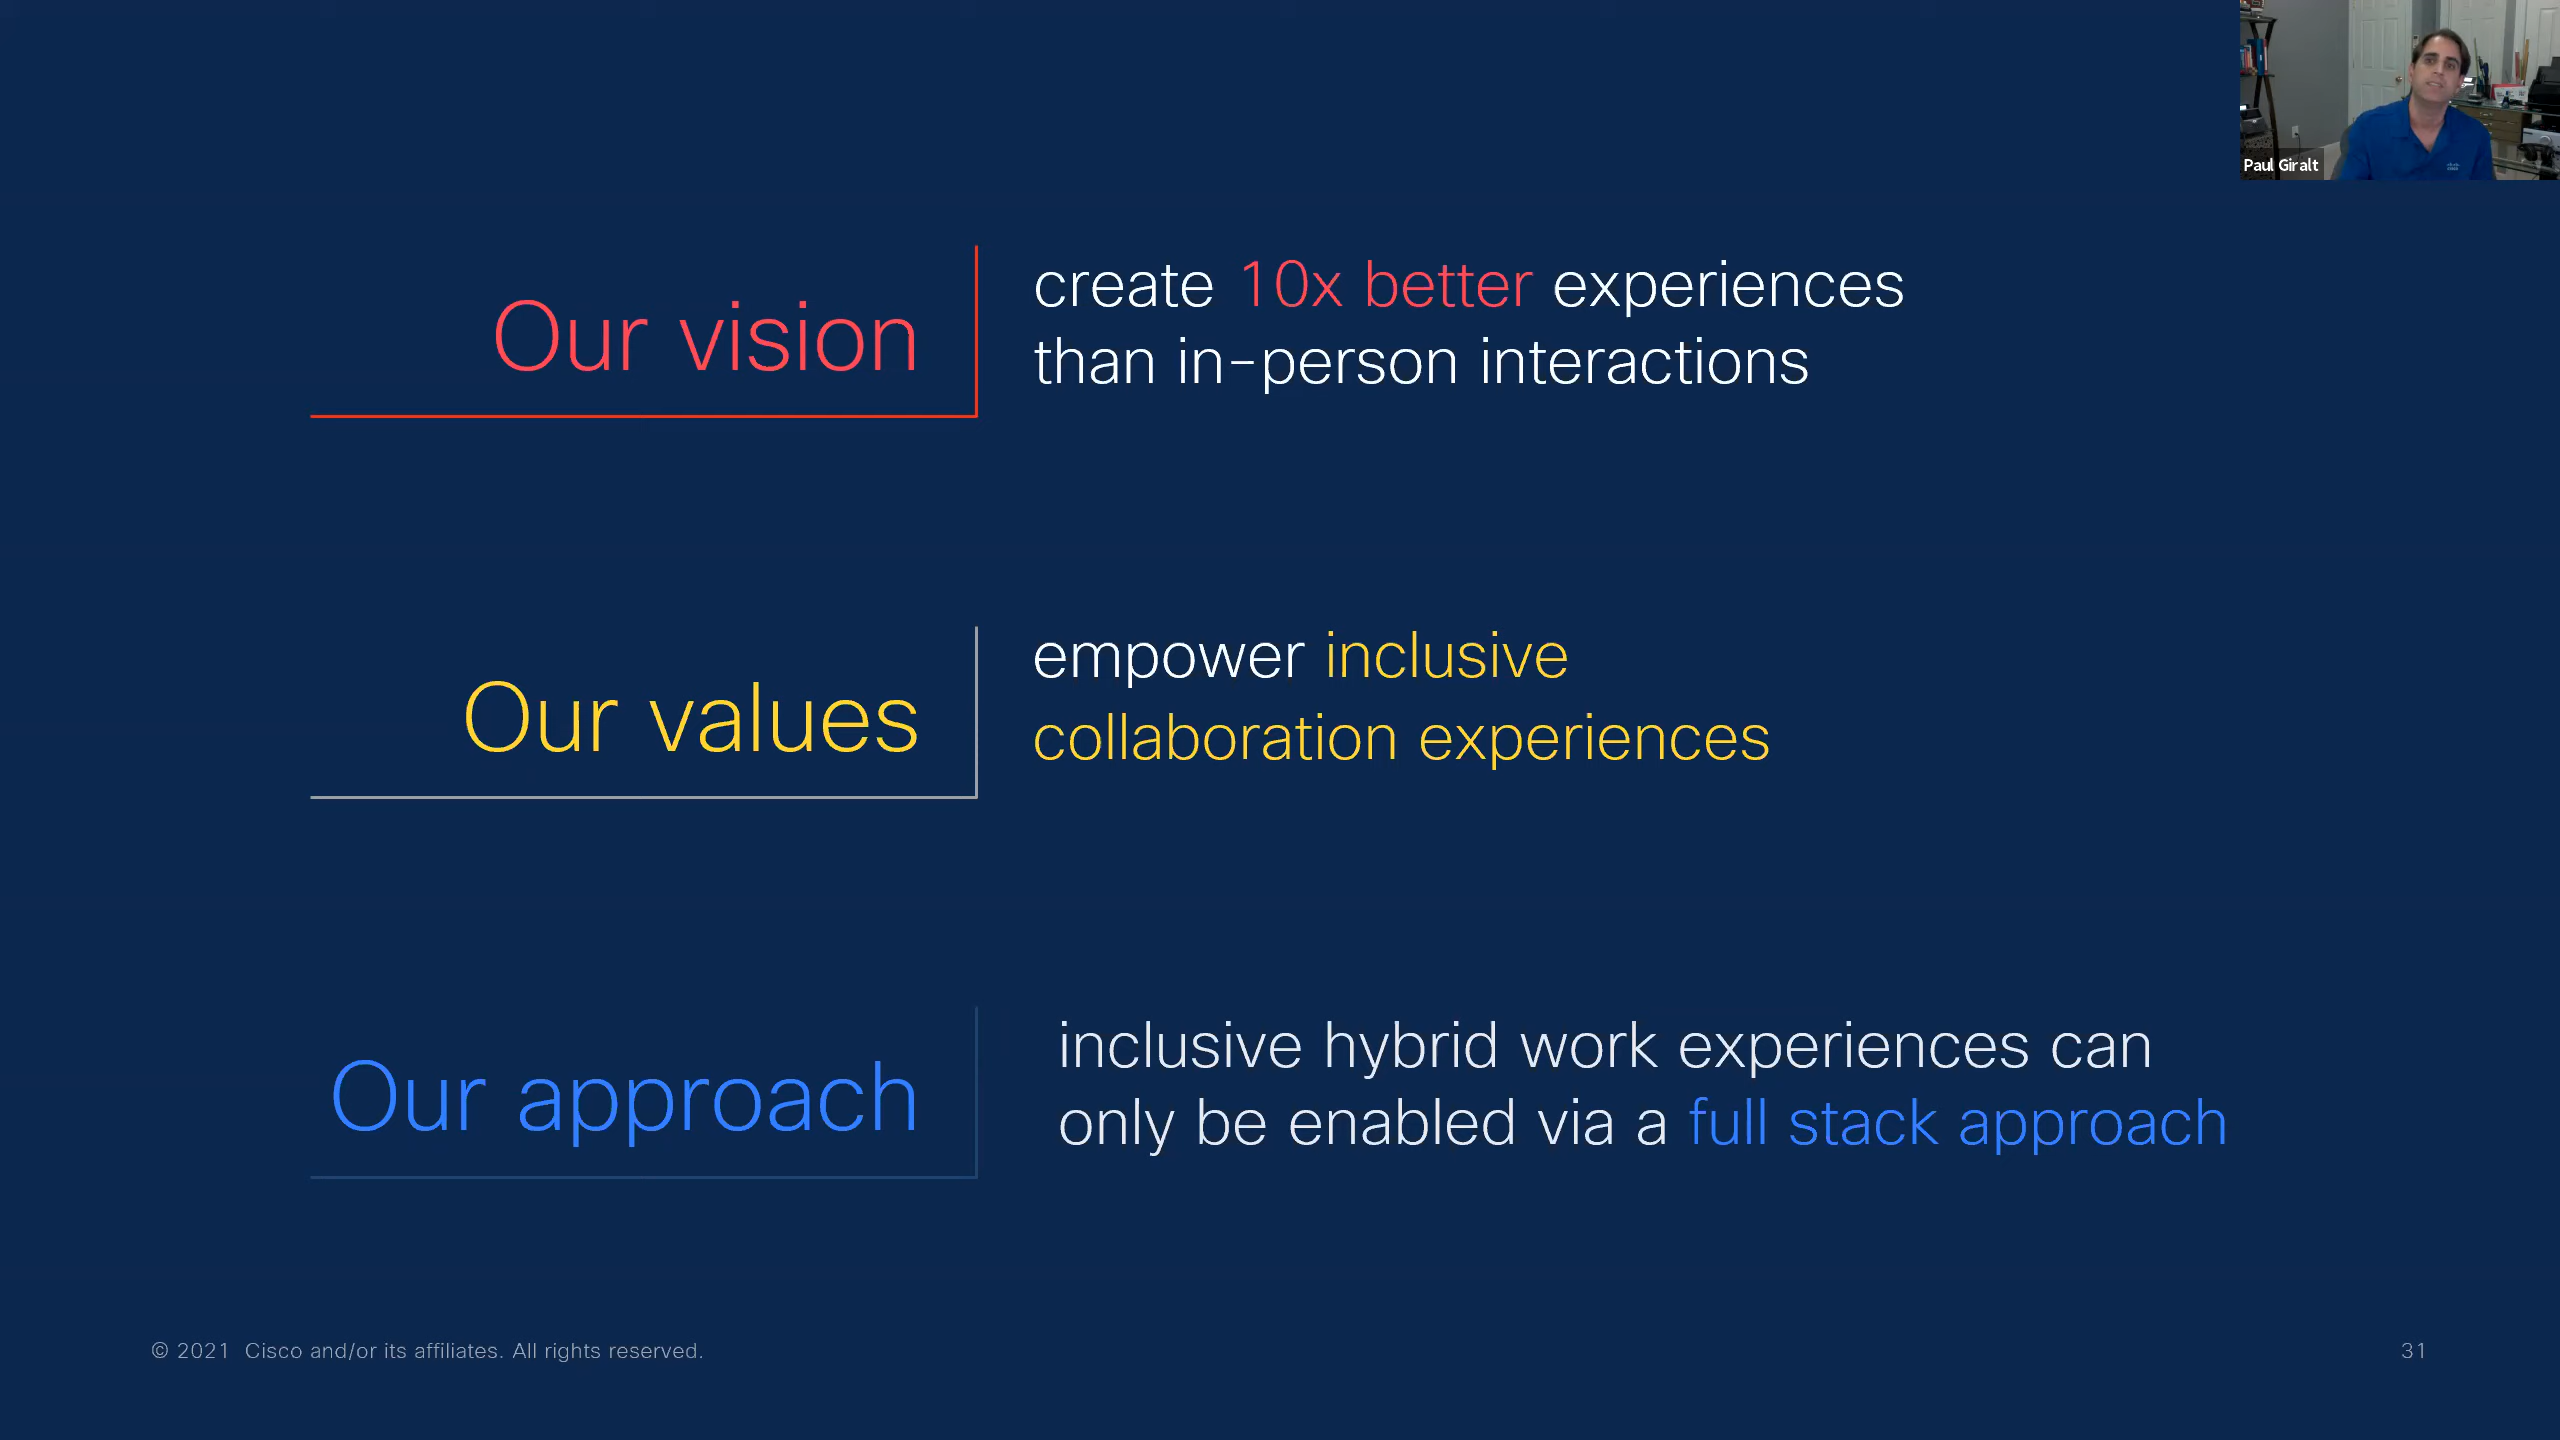 Paul Giralt
Our vision
create 10x better experiences
than in-person interactions
Our values
empower inclusive
collaboration experiences
Our approach
inclusive hybrid work experiences can
only be enabled via a full stack approach
© 2021 Cisco and/or its affiliates. All rights reserved.
31